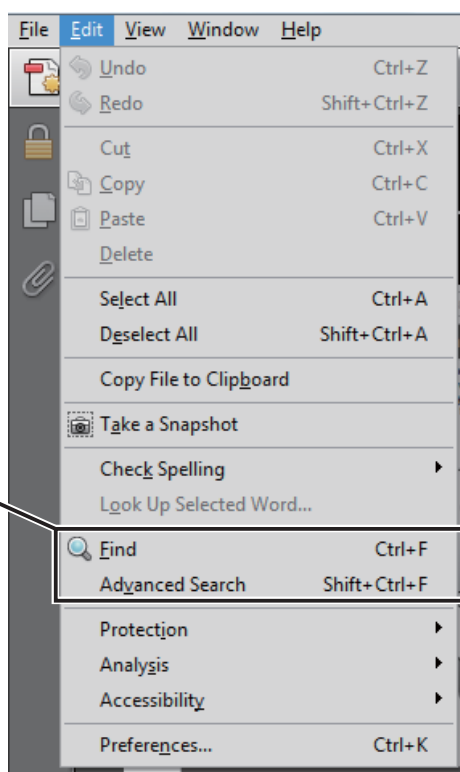 File Edit View Window Help
Undo Ctrl+Z
Redo Shift+Ctrl+Z
Cut Ctrl+X
Copy Ctrl+C
Paste Ctrl+V
Delete
Select All Ctrl+A
Deselect All Shift+Ctrl+A
Copy File to Clipboard
Take a Snapshot
Check Spelling
Look Up Selected Word...
Find Ctrl+F
Advanced Search Shift+Ctrl+F
Protection
Analysis
Accessibility
Preferences... Ctrl+K